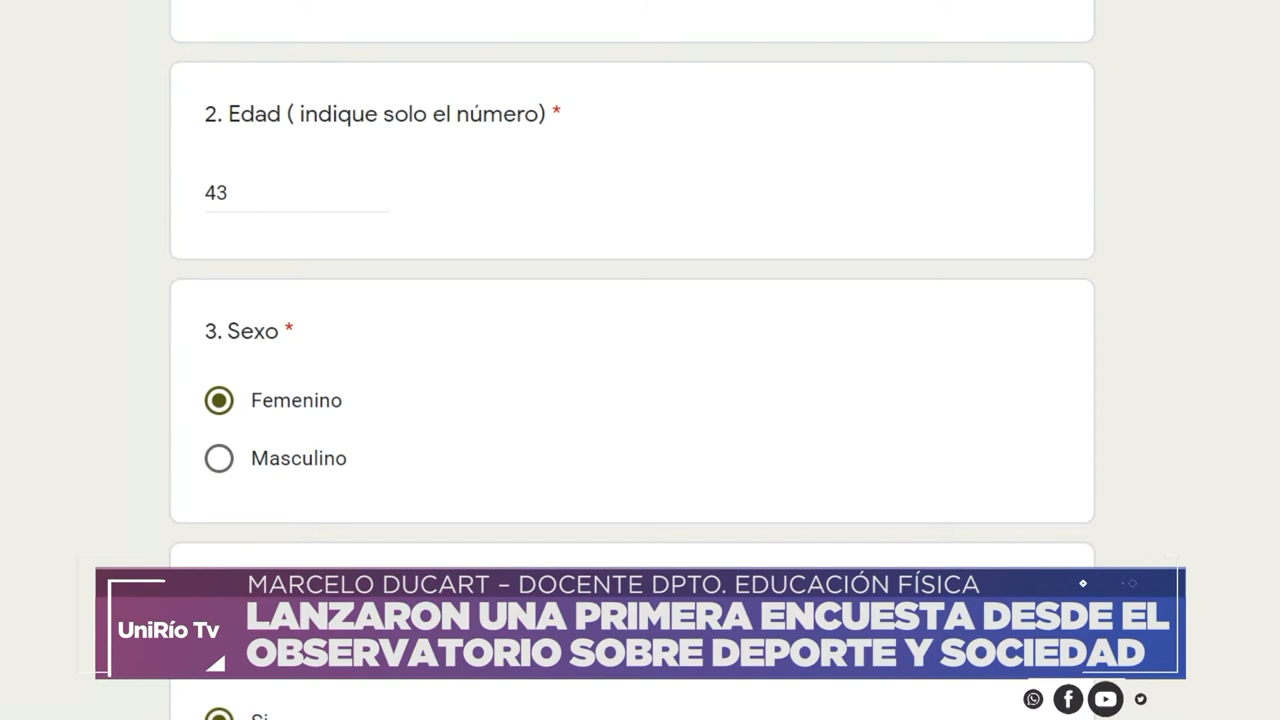 2. Edad ( indique solo el número) *
43
3. Sexo *
Femenino
Masculino
MARCELO DUCART – DOCENTE DPTO. EDUCACIÓN FÍSICA
UniRío Tv
LANZARON UNA PRIMERA ENCUESTA DESDE EL
OBSERVATORIO SOBRE DEPORTE Y SOCIEDAD
Si